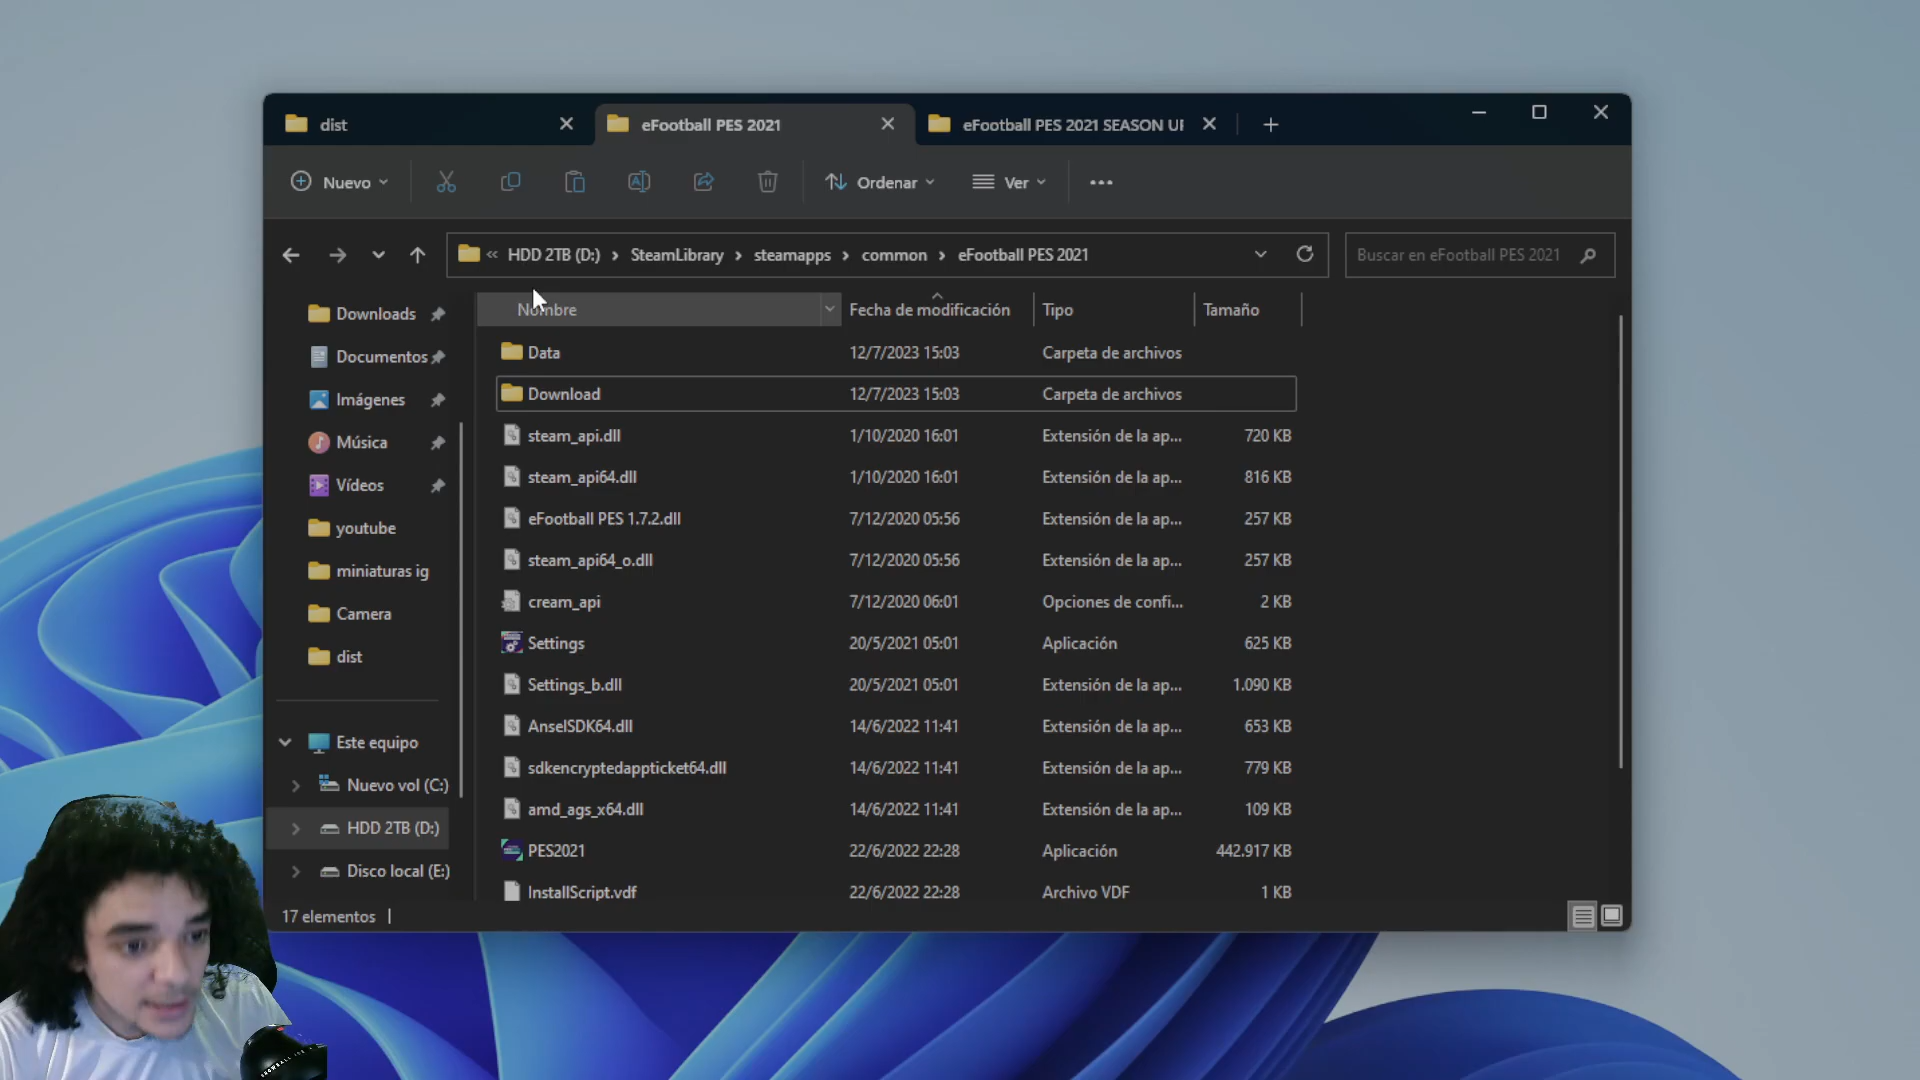 dist
eFootball PES 2021
eFootball PES 2021 SEASON UI
Nuevo
Ordenar
Ver
« HDD 2TB (D:) › SteamLibrary › steamapps › common › eFootball PES 2021
Buscar en eFootball PES 2021
Nombre Fecha de modificación Tipo Tamaño
Downloads
Documentos
Imágenes
Música
Vídeos
youtube
miniaturas ig
Camera
dist
Este equipo
Nuevo vol (C:)
HDD 2TB (D:)
Disco local (E:)
Data 12/7/2023 15:03 Carpeta de archivos
Download 12/7/2023 15:03 Carpeta de archivos
steam_api.dll 1/10/2020 16:01 Extensión de la ap... 720 KB
steam_api64.dll 1/10/2020 16:01 Extensión de la ap... 816 KB
eFootball PES 1.7.2.dll 7/12/2020 05:56 Extensión de la ap... 257 KB
steam_api64_o.dll 7/12/2020 05:56 Extensión de la ap... 257 KB
cream_api 7/12/2020 06:01 Opciones de confi... 2 KB
Settings 20/5/2021 05:01 Aplicación 625 KB
Settings_b.dll 20/5/2021 05:01 Extensión de la ap... 1.090 KB
AnselSDK64.dll 14/6/2022 11:41 Extensión de la ap... 653 KB
sdkencryptedappticket64.dll 14/6/2022 11:41 Extensión de la ap... 779 KB
amd_ags_x64.dll 14/6/2022 11:41 Extensión de la ap... 109 KB
PES2021 22/6/2022 22:28 Aplicación 442.917 KB
InstallScript.vdf 22/6/2022 22:28 Archivo VDF 1 KB
17 elementos